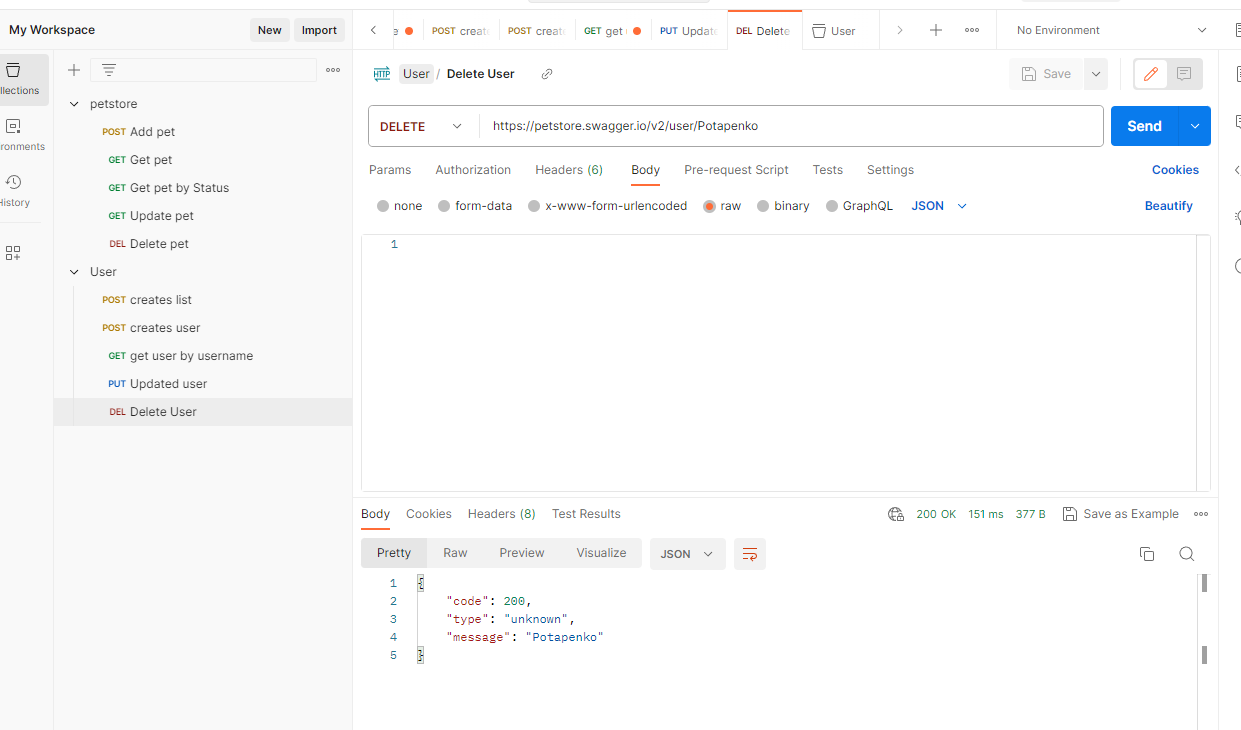 My Workspace
New
Import
e
POST creat
POST creat
GET get
PUT Updat
DEL Delete
User
No Environment
llections
ronments
History
petstore
POST Add pet
GET Get pet
GET Get pet by Status
GET Update pet
DEL Delete pet
User
POST creates list
POST creates user
GET get user by username
PUT Updated user
DEL Delete User
HTTP User / Delete User
Save
DELETE
https://petstore.swagger.io/v2/user/Potapenko
Send
Params Authorization Headers (6) Body Pre-request Script Tests Settings Cookies
none form-data x-www-form-urlencoded raw binary GraphQL JSON Beautify
1
Body Cookies Headers (8) Test Results 200 OK 151 ms 377 B Save as Example
Pretty Raw Preview Visualize JSON
1 {
2 "code": 200,
3 "type": "unknown",
4 "message": "Potapenko"
5 }